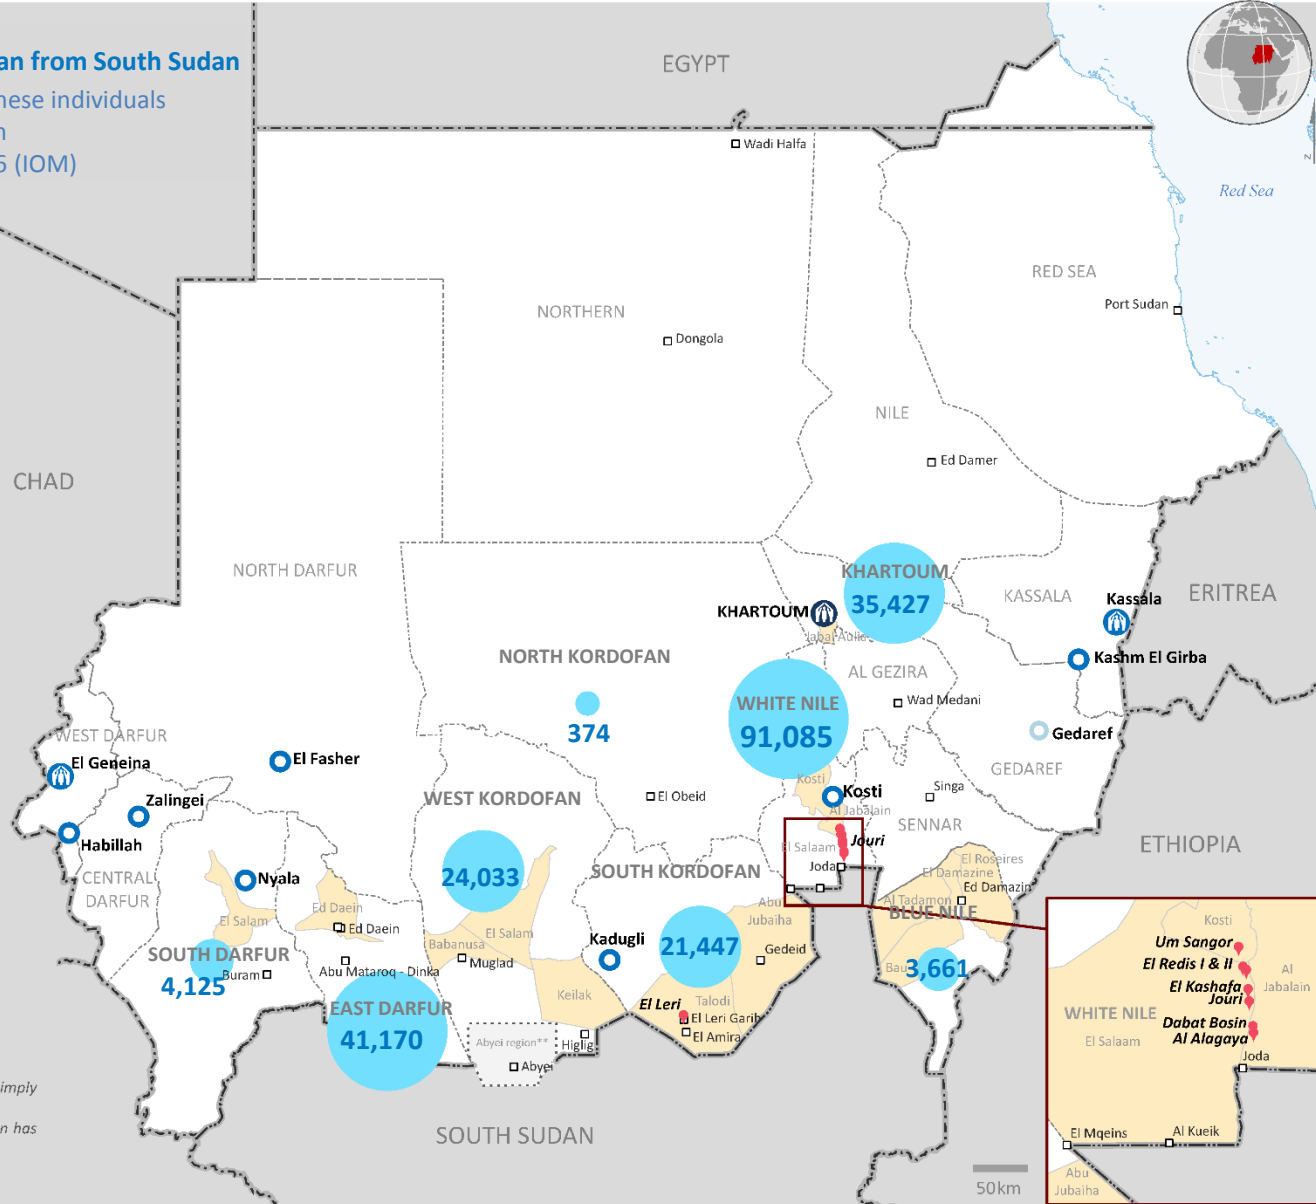 an from South Sudan
nese individuals
(IOM)
EGYPT
N
Wadi Halfa
Red Sea
RED SEA
Port Sudan
NORTHERN
Dongola
NILE
Ed Damer
CHAD
NORTH DARFUR
KHARTOUM
35,427
KHARTOUM
Jabal Aulia
KASSALA
Kassala
ERITREA
Kashm El Girba
NORTH KORDOFAN
374
AL GEZIRA
WHITE NILE
91,085
Wad Medani
Gedaref
GEDAREF
WEST DARFUR
El Geneina
El Fasher
Zalingei
Habillah
WEST KORDOFAN
El Obeid
Kosti
Kosti
Al Jabalain
Singa
SENNAR
Jouri
El Salaam
Joda
ETHIOPIA
CENTRAL
DARFUR
Nyala
24,033
SOUTH KORDOFAN
El Roseires
El Damazine
Ed Damazin
Al Tadamon
BLUE NILE
Abu
Jubaiha
Ed Daein
Ed Daein
El Salam
El Salam
Babanusa
Muglad
Kadugli
21,447
Gedeid
SOUTH DARFUR
4,125
Buram
Abu Mataroq - Dinka
Bau
3,661
EAST DARFUR
41,170
Keilak
El Leri
Talodi
El Leri Garib
El Amira
Abyei region**
Higlig
Abyei
SOUTH SUDAN
imply
n has
50km
Kosti
Um Sangor
El Redis I & II
El Kashafa
Jouri
Al
Jabalain
WHITE NILE
Dabat Bosin
Al Alagaya
El Salaam
Joda
El Mqeins
Al Kueik
Abu
Jubaiha